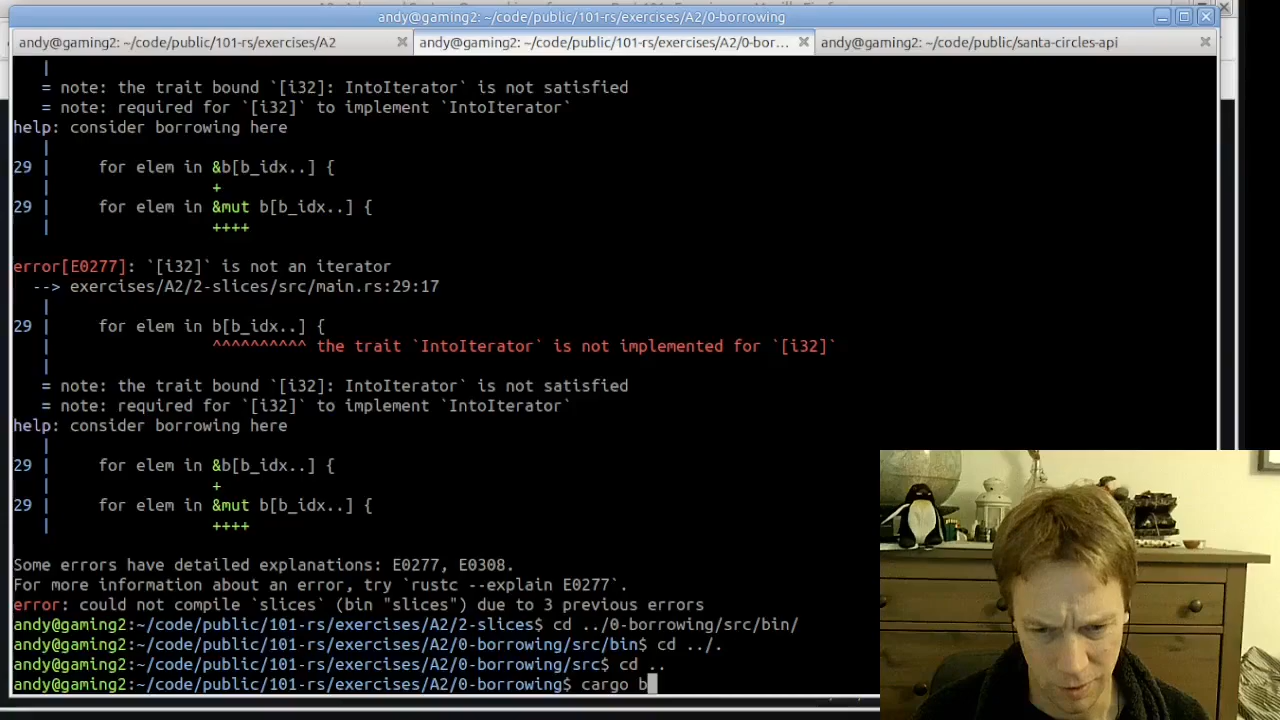 andy@gaming2: ~/code/public/101-rs/exercises/A2/0-borrowing
andy@gaming2: ~/code/public/101-rs/exercises/A2
andy@gaming2: ~/code/public/101-rs/exercises/A2/0-bor...
andy@gaming2: ~/code/public/santa-circles-api
|
= note: the trait bound `[i32]: IntoIterator` is not satisfied
= note: required for `[i32]` to implement `IntoIterator`
help: consider borrowing here
|
29 |     for elem in &b[b_idx..] {
|                 +
29 |     for elem in &mut b[b_idx..] {
|                 ++++
error[E0277]: `[i32]` is not an iterator
--> exercises/A2/2-slices/src/main.rs:29:17
|
29 |     for elem in b[b_idx..] {
|                 ^^^^^^^^^^ the trait `IntoIterator` is not implemented for `[i32]`
|
= note: the trait bound `[i32]: IntoIterator` is not satisfied
= note: required for `[i32]` to implement `IntoIterator`
help: consider borrowing here
|
29 |     for elem in &b[b_idx..] {
|                 +
29 |     for elem in &mut b[b_idx..] {
|                 ++++
Some errors have detailed explanations: E0277, E0308.
For more information about an error, try `rustc --explain E0277`.
error: could not compile `slices` (bin "slices") due to 3 previous errors
andy@gaming2:~/code/public/101-rs/exercises/A2/2-slices$ cd ../0-borrowing/src/bin/
andy@gaming2:~/code/public/101-rs/exercises/A2/0-borrowing/src/bin$ cd ../.
andy@gaming2:~/code/public/101-rs/exercises/A2/0-borrowing/src$ cd ..
andy@gaming2:~/code/public/101-rs/exercises/A2/0-borrowing$ cargo b